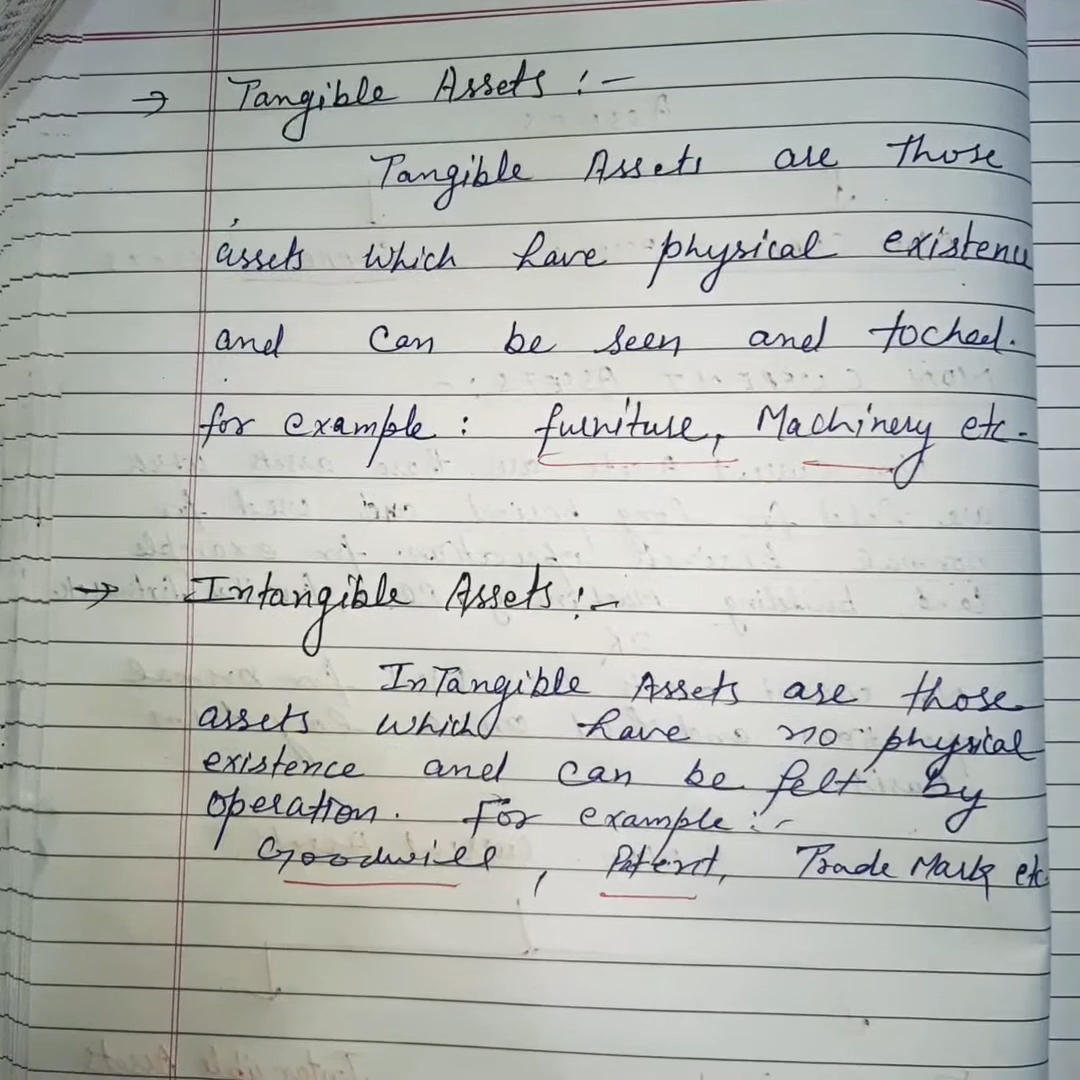 → Tangible Assets :-
Tangible Assets are those
assets which have physical existence
and can be seen and toched.
for example : furniture, Machinery etc.
→ Intangible Assets :-
InTangible Assets are those
assets which have no physical
existence and can be felt by
operation. For example :-
Goodwill, Patent, Trade Mark etc